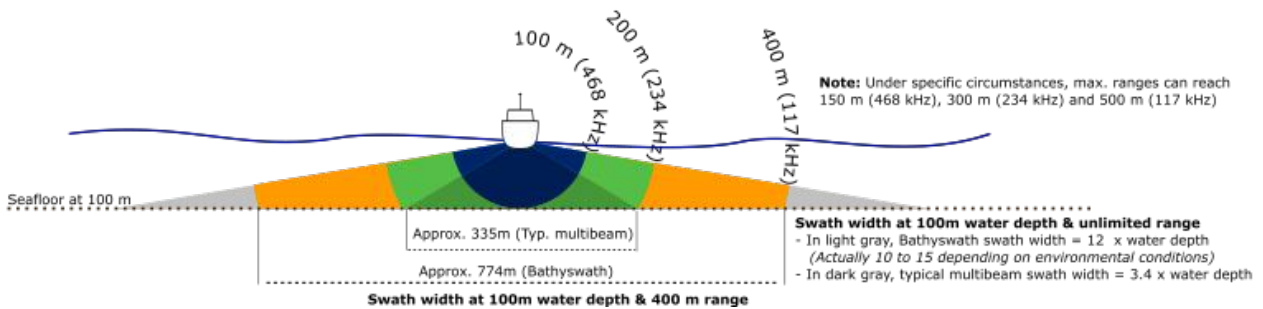 100 m (468 kHz)
200 m (234 kHz)
400 m (117 kHz)
Note: Under specific circumstances, max. ranges can reach
150 m (468 kHz), 300 m (234 kHz) and 500 m (117 kHz)
Seafloor at 100 m
Approx. 335m (Typ. multibeam)
Approx. 774m (Bathyswath)
Swath width at 100m water depth & 400 m range
Swath width at 100m water depth & unlimited range
- In light gray, Bathyswath swath width = 12 x water depth
(Actually 10 to 15 depending on environmental conditions)
- In dark gray, typical multibeam swath width = 3.4 x water depth